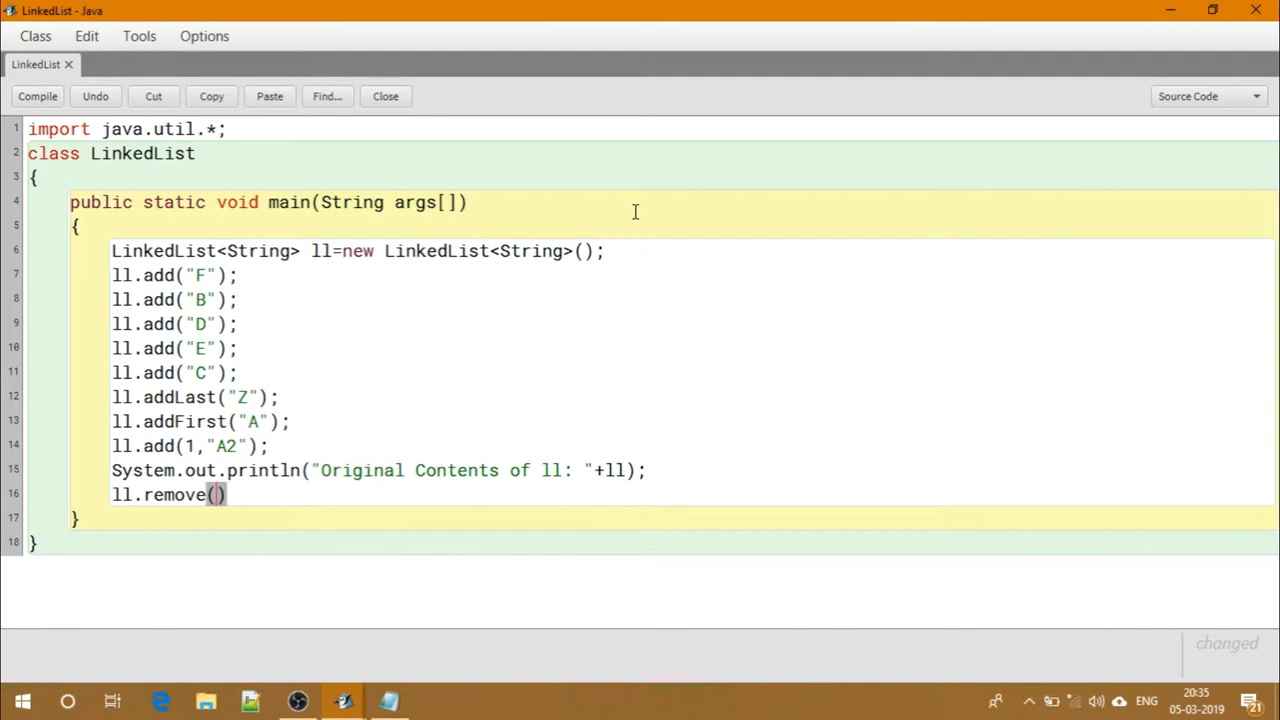 LinkedList - Java
Class Edit Tools Options
LinkedList ✕
Compile Undo Cut Copy Paste Find... Close Source Code
1 import java.util.*;
2 class LinkedList
3 {
4 public static void main(String args[])
5 {
6 LinkedList<String> ll=new LinkedList<String>();
7 ll.add("F");
8 ll.add("B");
9 ll.add("D");
10 ll.add("E");
11 ll.add("C");
12 ll.addLast("Z");
13 ll.addFirst("A");
14 ll.add(1,"A2");
15 System.out.println("Original Contents of ll: "+ll);
16 ll.remove()
17 }
18 }
changed
ENG 20:35
05-03-2019 21